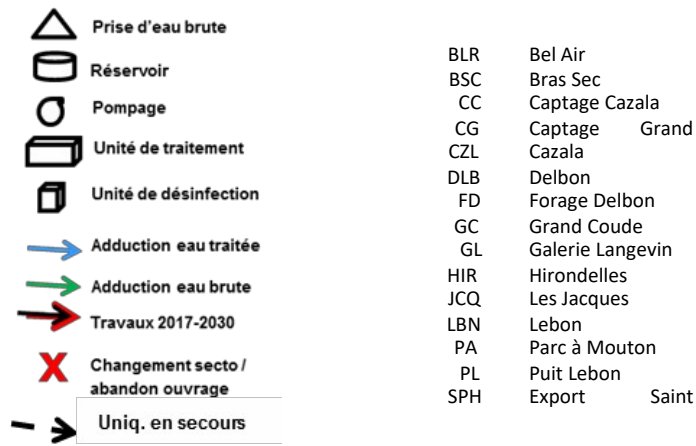 Prise d'eau brute
Réservoir
Pompage
Unité de traitement
Unité de désinfection
Adduction eau traitée
Adduction eau brute
Travaux 2017-2030
Changement secto /
abandon ouvrage
Uniq. en secours
BLR Bel Air
BSC Bras Sec
CC Captage Cazala
CG Captage Grand
CZL Cazala
DLB Delbon
FD Forage Delbon
GC Grand Coude
GL Galerie Langevin
HIR Hirondelles
JCQ Les Jacques
LBN Lebon
PA Parc à Mouton
PL Puit Lebon
SPH Export Saint